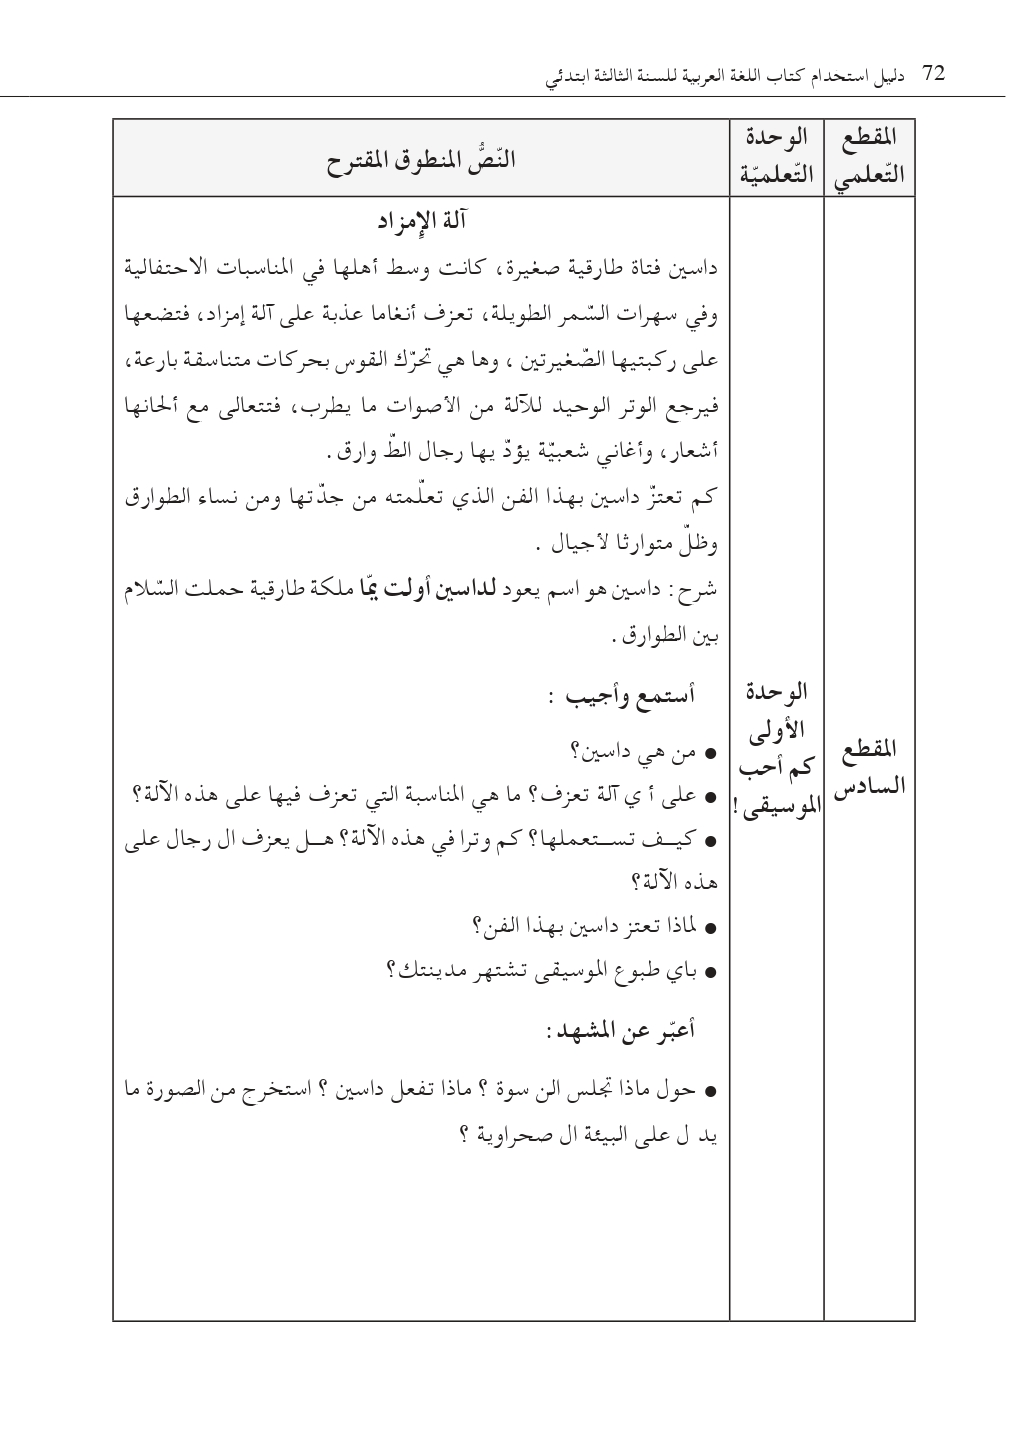 72 دليل استخدام كتاب اللغة العربية للسنة الثالثة ابتدئي
المقطع
التّعلمي
الوحدة
التّعلميّة
النّصُّ المنطوق المقترح
المقطع
السادس
الوحدة
الأولى
كم أحب
الموسيقى!
آلة الإِمزاد
داسين فتاة طارقية صغيرة، كانت وسط أهلها في المناسبات الاحتفالية
وفي سهرات السّمر الطويلة، تعزف أنغاما عذبة على آلة إمزاد، فتضعها
على ركبتيها الصّغيرتين ، وها هي تحرّك القوس بحركات متناسقة بارعة،
فيرجع الوتر الوحيد للآلة من الأصوات ما يطرب، فتتعالى مع ألحانها
أشعار، وأغاني شعبيّة يؤدّ يها رجال الطّ وارق.
كم تعتزّ داسين بهذا الفن الذي تعلّمته من جدّتها ومن نساء الطوارق
وظلّ متوارثا لأجيال .
شرح: داسين هو اسم يعود لداسين أولت يمّا ملكة طارقية حملت السّلام
بين الطوارق.
أستمع وأجيب :
● من هي داسين؟
● على أ ي آلة تعزف؟ ما هي المناسبة التي تعزف فيها على هذه الآلة؟
● كيف تستعملها؟ كم وترا في هذه الآلة؟ هل يعزف ال رجال على
هذه الآلة؟
● لماذا تعتز داسين بهذا الفن؟
● باي طبوع الموسيقى تشتهر مدينتك؟
أعبّر عن المشهد:
● حول ماذا تجلس الن سوة ؟ ماذا تفعل داسين ؟ استخرج من الصورة ما
يد ل على البيئة ال صحراوية ؟